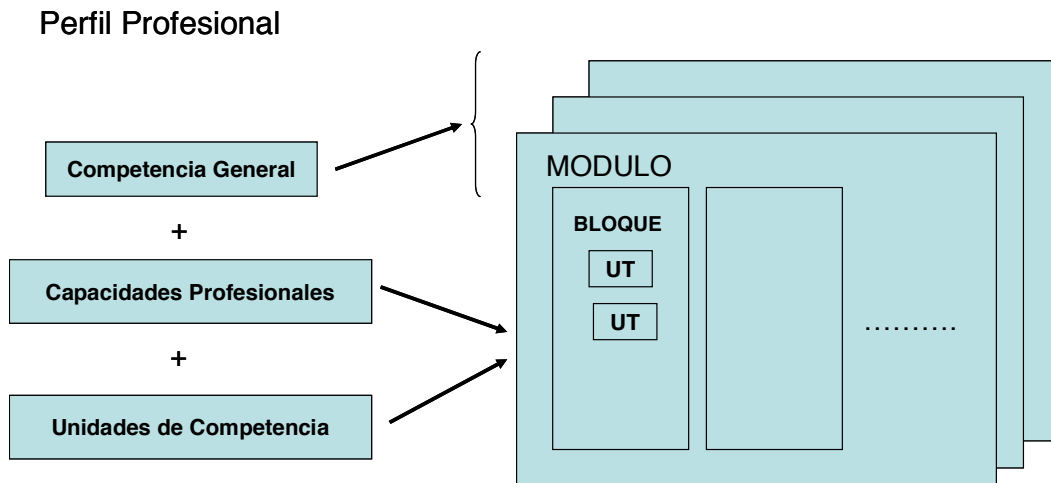 Perfil Profesional
Competencia General
+
Capacidades Profesionales
+
Unidades de Competencia
MODULO
BLOQUE
UT
UT
..........